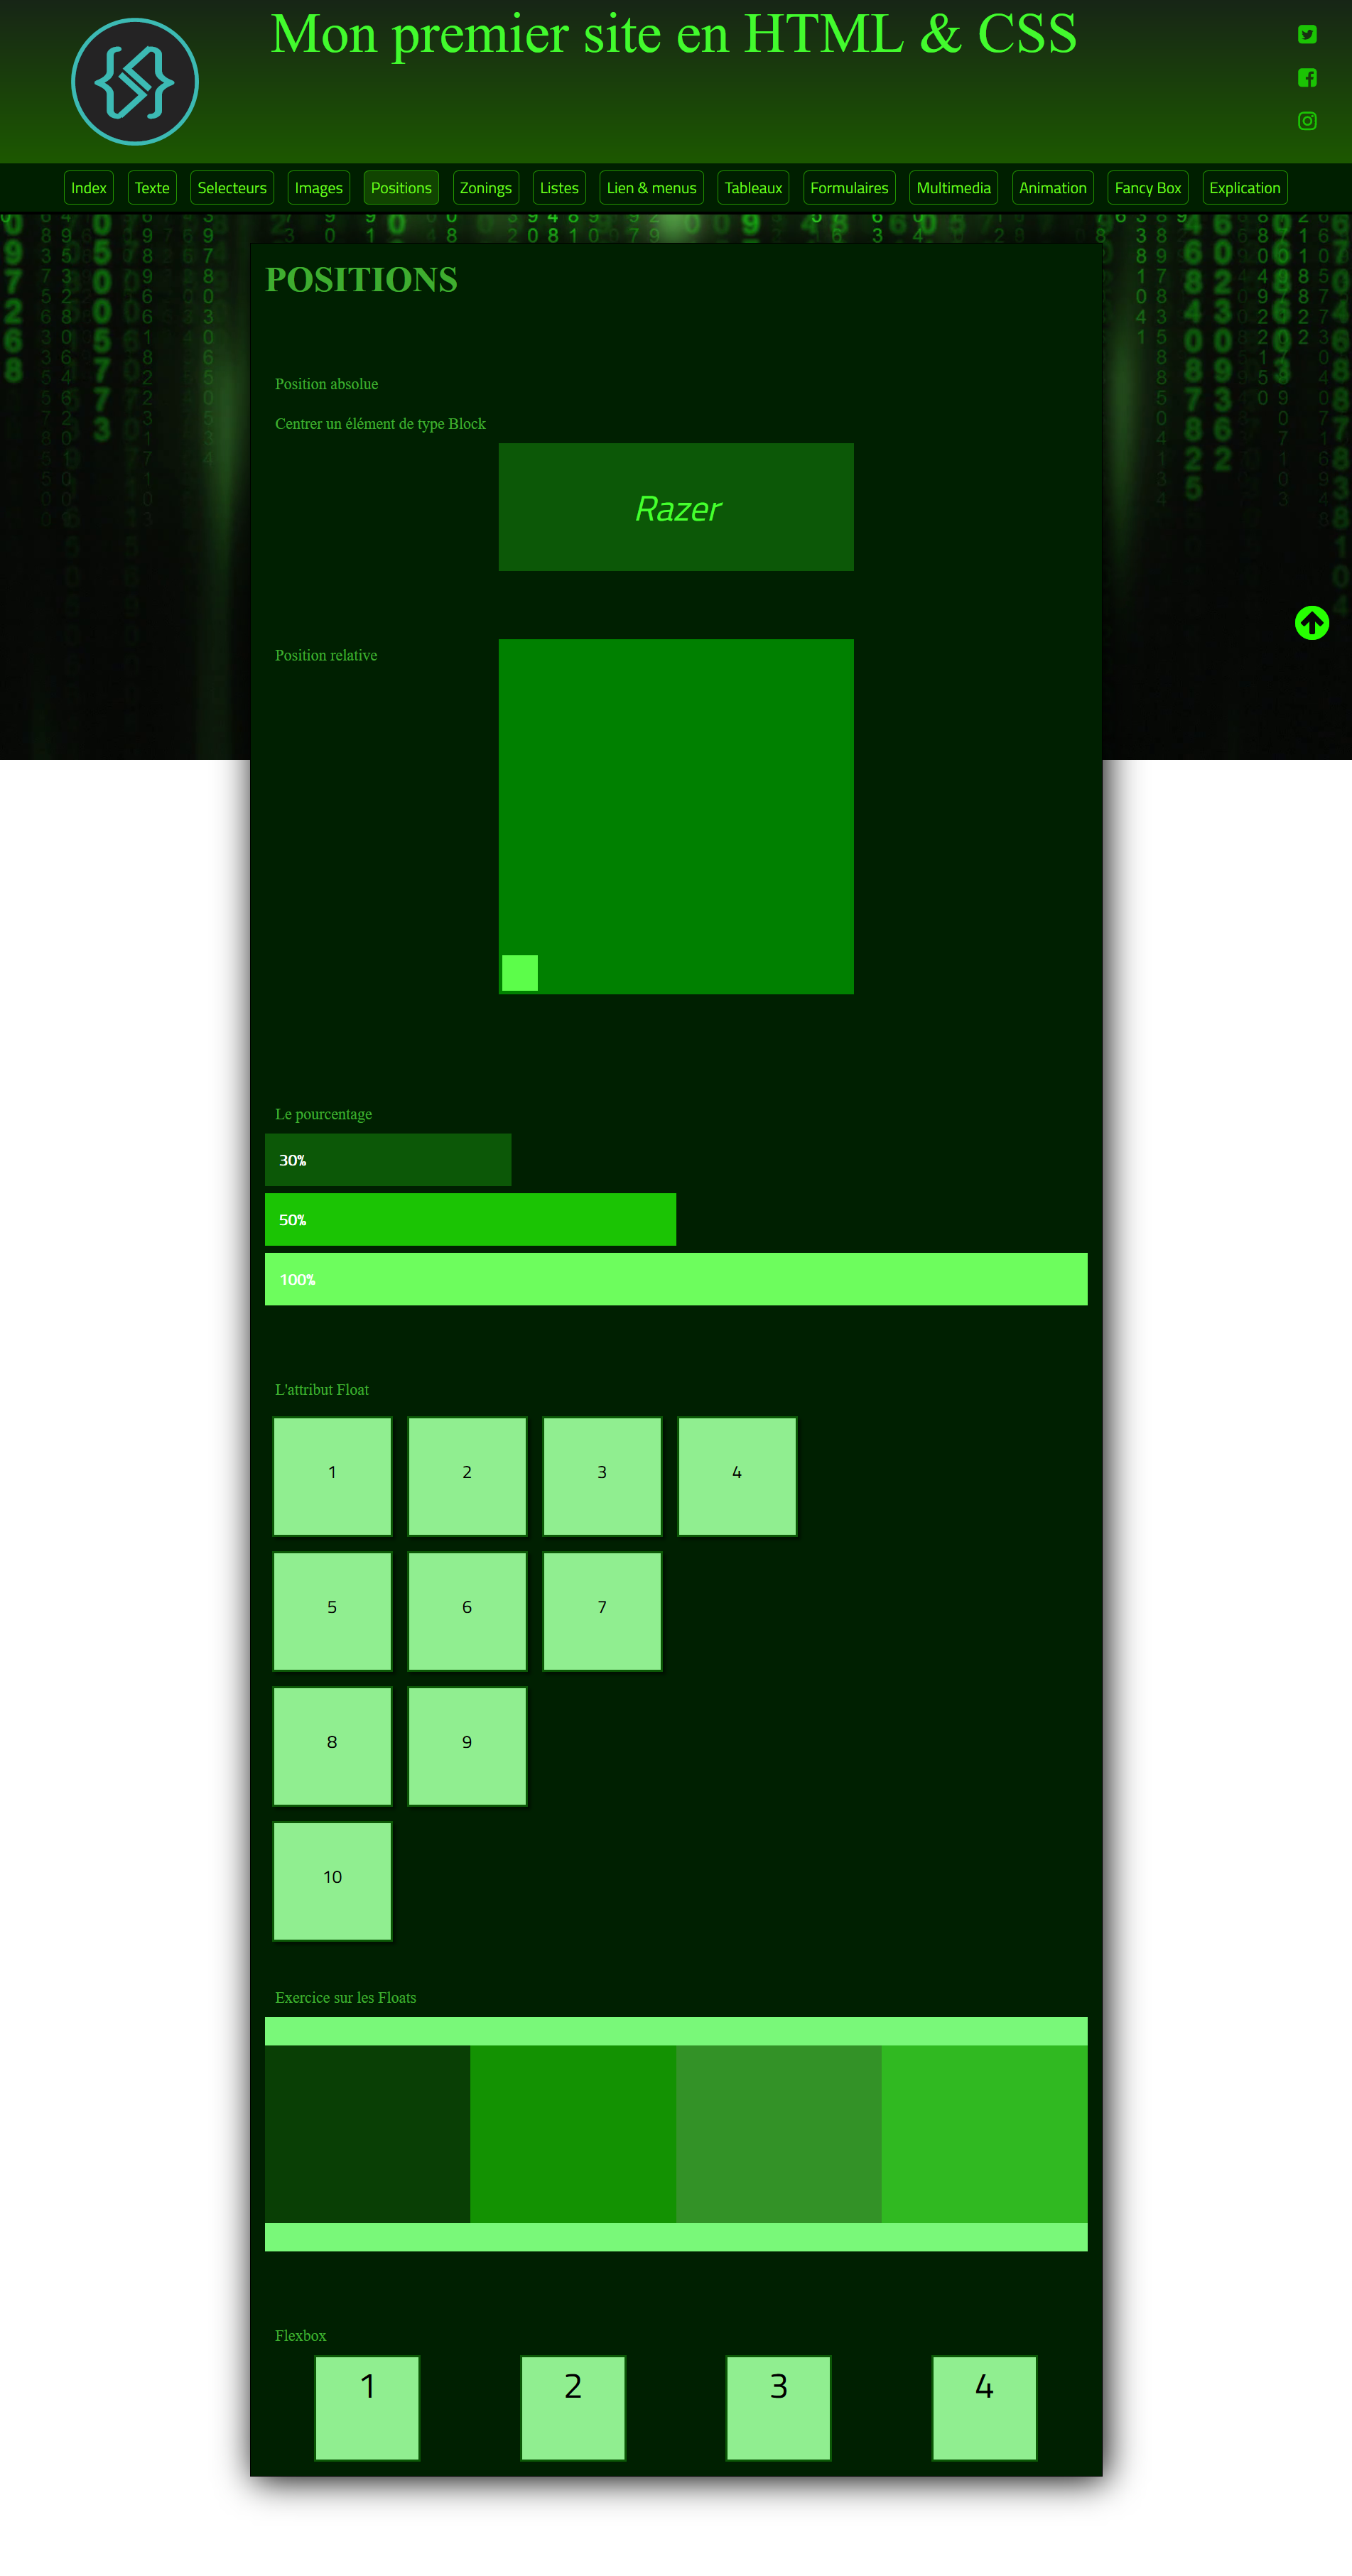 Mon premier site en HTML & CSS
Index Texte Selecteurs Images Positions Zonings Listes Lien & menus Tableaux Formulaires Multimedia Animation Fancy Box Explication
POSITIONS
Position absolue
Centrer un élément de type Block
Razer
Position relative
Le pourcentage
30%
50%
100%
L'attribut Float
1 2 3 4
5 6 7
8 9
10
Exercice sur les Floats
Flexbox
1 2 3 4